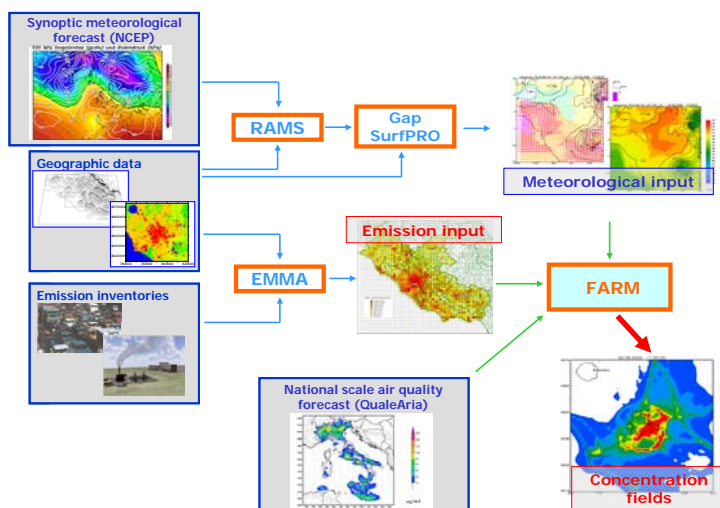 Synoptic meteorological
forecast (NCEP)
RAMS
Gap
SurfPRO
Meteorological input
Geographic data
Emission input
EMMA
FARM
Emission inventories
National scale air quality
forecast (QualeAria)
Concentration
fields